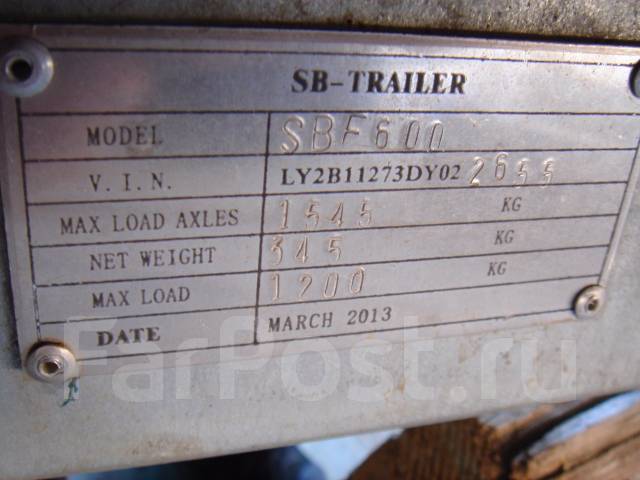 SB-TRAILER
MODEL SBF600
V. I. N. LY2B11273DY022655
MAX LOAD AXLES 1545 KG
NET WEIGHT 345 KG
MAX LOAD 1200 KG
DATE MARCH 2013
FarPost.ru